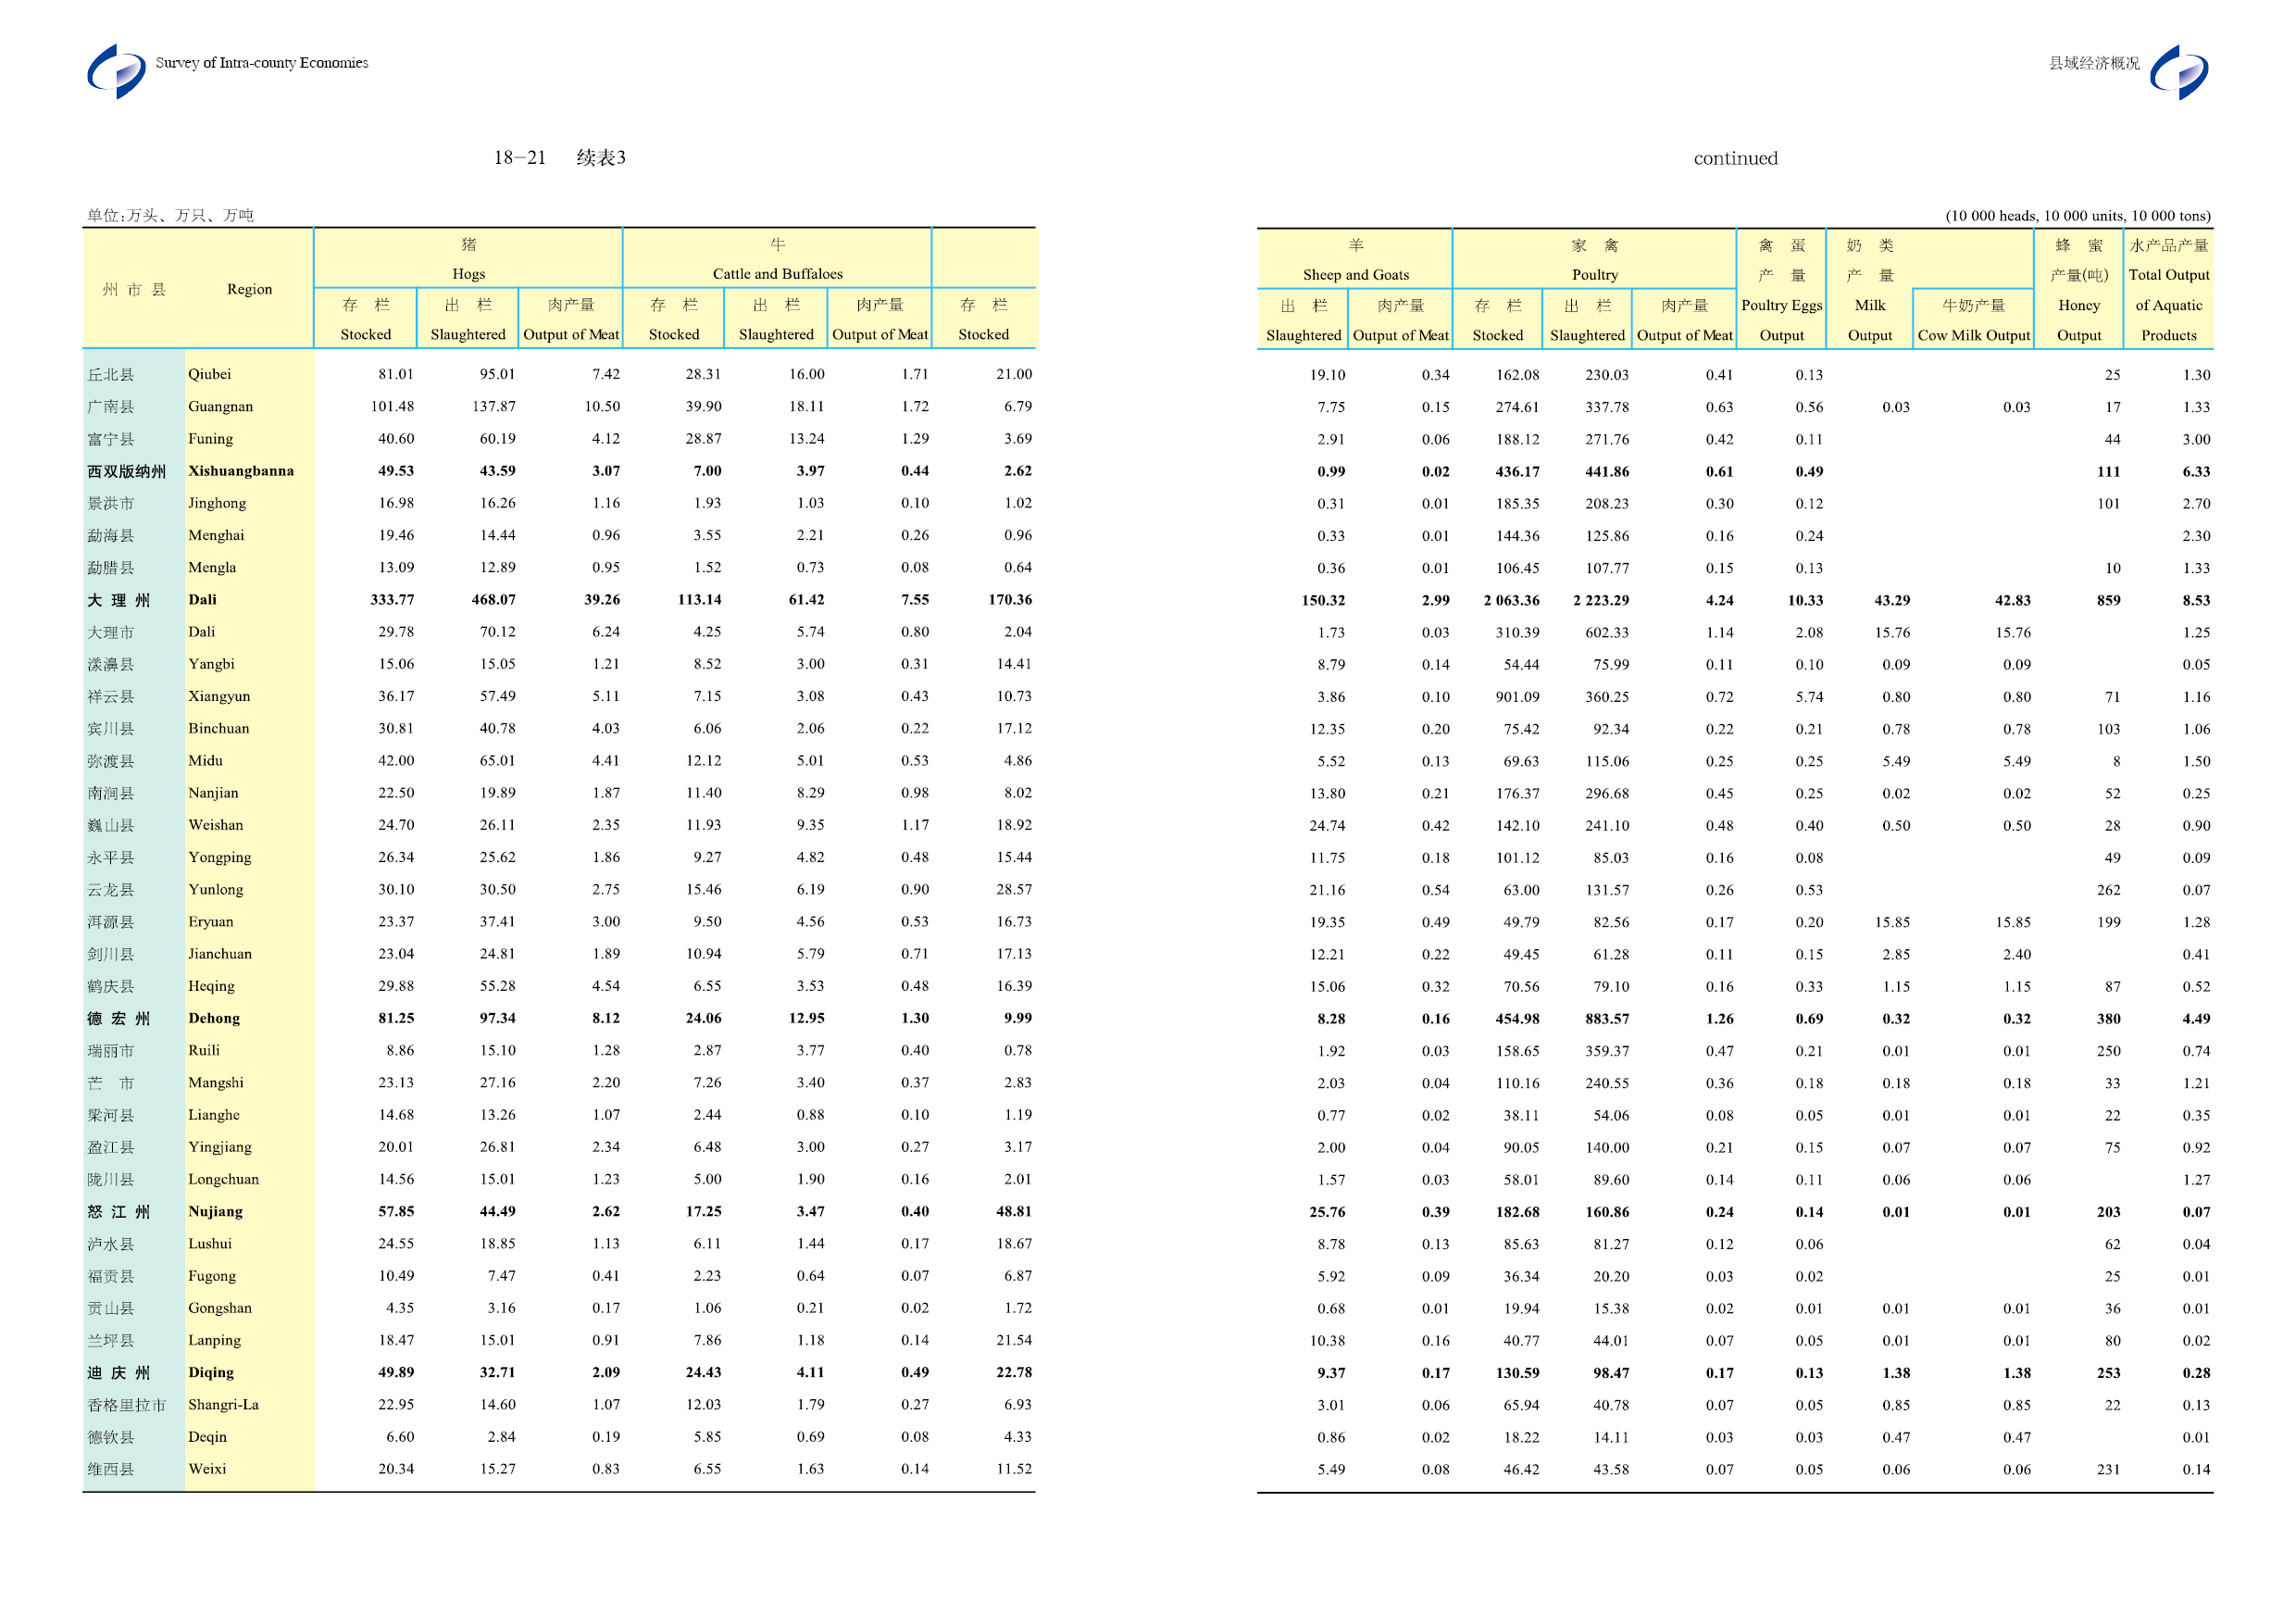 Survey of Intra-county Economies
县域经济概况
18-21 续表3
continued
单位:万头、万只、万吨
(10 000 heads, 10 000 units, 10 000 tons)
州 市 县 Region 猪 牛 羊 家 禽 禽 蛋 奶 类 蜂 蜜 水产品产量
Hogs Cattle and Buffaloes Sheep and Goats Poultry 产 量 产 量 产量(吨) Total Output
存 栏 出 栏 肉产量 存 栏 出 栏 肉产量 存 栏 出 栏 肉产量 存 栏 出 栏 肉产量 Poultry Eggs Milk 牛奶产量 Honey of Aquatic
Stocked Slaughtered Output of Meat Stocked Slaughtered Output of Meat Stocked Slaughtered Output of Meat Stocked Slaughtered Output of Meat Output Output Cow Milk Output Output Products
丘北县 Qiubei 81.01 95.01 7.42 28.31 16.00 1.71 21.00 19.10 0.34 162.08 230.03 0.41 0.13 25 1.30
广南县 Guangnan 101.48 137.87 10.50 39.90 18.11 1.72 6.79 7.75 0.15 274.61 337.78 0.63 0.56 0.03 0.03 17 1.33
富宁县 Funing 40.60 60.19 4.12 28.87 13.24 1.29 3.69 2.91 0.06 188.12 271.76 0.42 0.11 44 3.00
西双版纳州 Xishuangbanna 49.53 43.59 3.07 7.00 3.97 0.44 2.62 0.99 0.02 436.17 441.86 0.61 0.49 111 6.33
景洪市 Jinghong 16.98 16.26 1.16 1.93 1.03 0.10 1.02 0.31 0.01 185.35 208.23 0.30 0.12 101 2.70
勐海县 Menghai 19.46 14.44 0.96 3.55 2.21 0.26 0.96 0.33 0.01 144.36 125.86 0.16 0.24 2.30
勐腊县 Mengla 13.09 12.89 0.95 1.52 0.73 0.08 0.64 0.36 0.01 106.45 107.77 0.15 0.13 10 1.33
大 理 州 Dali 333.77 468.07 39.26 113.14 61.42 7.55 170.36 150.32 2.99 2 063.36 2 223.29 4.24 10.33 43.29 42.83 859 8.53
大理市 Dali 29.78 70.12 6.24 4.25 5.74 0.80 2.04 1.73 0.03 310.39 602.33 1.14 2.08 15.76 15.76 1.25
漾濞县 Yangbi 15.06 15.05 1.21 8.52 3.00 0.31 14.41 8.79 0.14 54.44 75.99 0.11 0.10 0.09 0.09 0.05
祥云县 Xiangyun 36.17 57.49 5.11 7.15 3.08 0.43 10.73 3.86 0.10 901.09 360.25 0.72 5.74 0.80 0.80 71 1.16
宾川县 Binchuan 30.81 40.78 4.03 6.06 2.06 0.22 17.12 12.35 0.20 75.42 92.34 0.22 0.21 0.78 0.78 103 1.06
弥渡县 Midu 42.00 65.01 4.41 12.12 5.01 0.53 4.86 5.52 0.13 69.63 115.06 0.25 0.25 5.49 5.49 8 1.50
南涧县 Nanjian 22.50 19.89 1.87 11.40 8.29 0.98 8.02 13.80 0.21 176.37 296.68 0.45 0.25 0.02 0.02 52 0.25
巍山县 Weishan 24.70 26.11 2.35 11.93 9.35 1.17 18.92 24.74 0.42 142.10 241.10 0.48 0.40 0.50 0.50 28 0.90
永平县 Yongping 26.34 25.62 1.86 9.27 4.82 0.48 15.44 11.75 0.18 101.12 85.03 0.16 0.08 49 0.09
云龙县 Yunlong 30.10 30.50 2.75 15.46 6.19 0.90 28.57 21.16 0.54 63.00 131.57 0.26 0.53 262 0.07
洱源县 Eryuan 23.37 37.41 3.00 9.50 4.56 0.53 16.73 19.35 0.49 49.79 82.56 0.17 0.20 15.85 15.85 199 1.28
剑川县 Jianchuan 23.04 24.81 1.89 10.94 5.79 0.71 17.13 12.21 0.22 49.45 61.28 0.11 0.15 2.85 2.40 0.41
鹤庆县 Heqing 29.88 55.28 4.54 6.55 3.53 0.48 16.39 15.06 0.32 70.56 79.10 0.16 0.33 1.15 1.15 87 0.52
德 宏 州 Dehong 81.25 97.34 8.12 24.06 12.95 1.30 9.99 8.28 0.16 454.98 883.57 1.26 0.69 0.32 0.32 380 4.49
瑞丽市 Ruili 8.86 15.10 1.28 2.87 3.77 0.40 0.78 1.92 0.03 158.65 359.37 0.47 0.21 0.01 0.01 250 0.74
芒 市 Mangshi 23.13 27.16 2.20 7.26 3.40 0.37 2.83 2.03 0.04 110.16 240.55 0.36 0.18 0.18 0.18 33 1.21
梁河县 Lianghe 14.68 13.26 1.07 2.44 0.88 0.10 1.19 0.77 0.02 38.11 54.06 0.08 0.05 0.01 0.01 22 0.35
盈江县 Yingjiang 20.01 26.81 2.34 6.48 3.00 0.27 3.17 2.00 0.04 90.05 140.00 0.21 0.15 0.07 0.07 75 0.92
陇川县 Longchuan 14.56 15.01 1.23 5.00 1.90 0.16 2.01 1.57 0.03 58.01 89.60 0.14 0.11 0.06 0.06 1.27
怒 江 州 Nujiang 57.85 44.49 2.62 17.25 3.47 0.40 48.81 25.76 0.39 182.68 160.86 0.24 0.14 0.01 0.01 203 0.07
泸水县 Lushui 24.55 18.85 1.13 6.11 1.44 0.17 18.67 8.78 0.13 85.63 81.27 0.12 0.06 62 0.04
福贡县 Fugong 10.49 7.47 0.41 2.23 0.64 0.07 6.87 5.92 0.09 36.34 20.20 0.03 0.02 25 0.01
贡山县 Gongshan 4.35 3.16 0.17 1.06 0.21 0.02 1.72 0.68 0.01 19.94 15.38 0.02 0.01 0.01 0.01 36 0.01
兰坪县 Lanping 18.47 15.01 0.91 7.86 1.18 0.14 21.54 10.38 0.16 40.77 44.01 0.07 0.05 0.01 0.01 80 0.02
迪 庆 州 Diqing 49.89 32.71 2.09 24.43 4.11 0.49 22.78 9.37 0.17 130.59 98.47 0.17 0.13 1.38 1.38 253 0.28
香格里拉市 Shangri-La 22.95 14.60 1.07 12.03 1.79 0.27 6.93 3.01 0.06 65.94 40.78 0.07 0.05 0.85 0.85 22 0.13
德钦县 Deqin 6.60 2.84 0.19 5.85 0.69 0.08 4.33 0.86 0.02 18.22 14.11 0.03 0.03 0.47 0.47 0.01
维西县 Weixi 20.34 15.27 0.83 6.55 1.63 0.14 11.52 5.49 0.08 46.42 43.58 0.07 0.05 0.06 0.06 231 0.14